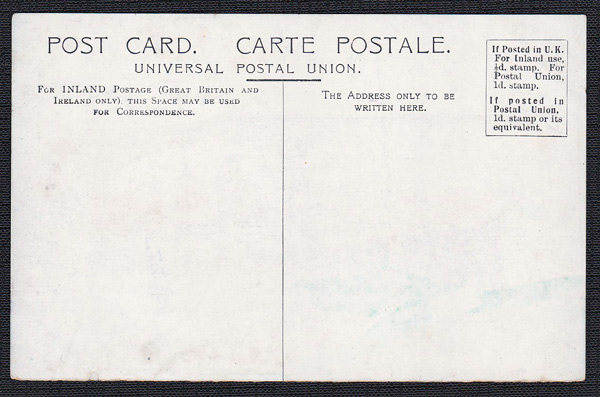 POST CARD. CARTE POSTALE.
UNIVERSAL POSTAL UNION.
FOR INLAND POSTAGE (GREAT BRITAIN AND
IRELAND ONLY). THIS SPACE MAY BE USED
FOR CORRESPONDENCE.
THE ADDRESS ONLY TO BE
WRITTEN HERE.
If Posted in U.K.
For Inland use,
½d. stamp. For
Postal Union,
1d. stamp.
If posted in
Postal Union,
1d. stamp or its
equivalent.